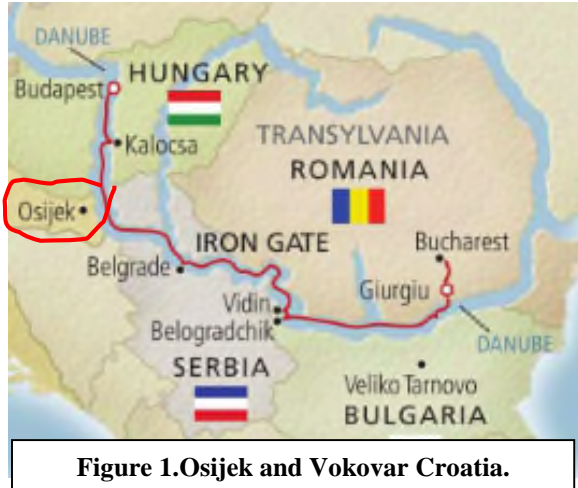 DANUBE
HUNGARY
Budapest
Kalocsa
TRANSYLVANIA
ROMANIA
Osijek
IRON GATE
Bucharest
Belgrade
Giurgiu
Vidin
Belogradchik
DANUBE
SERBIA
Veliko Tarnovo
BULGARIA
Figure 1.Osijek and Vokovar Croatia.